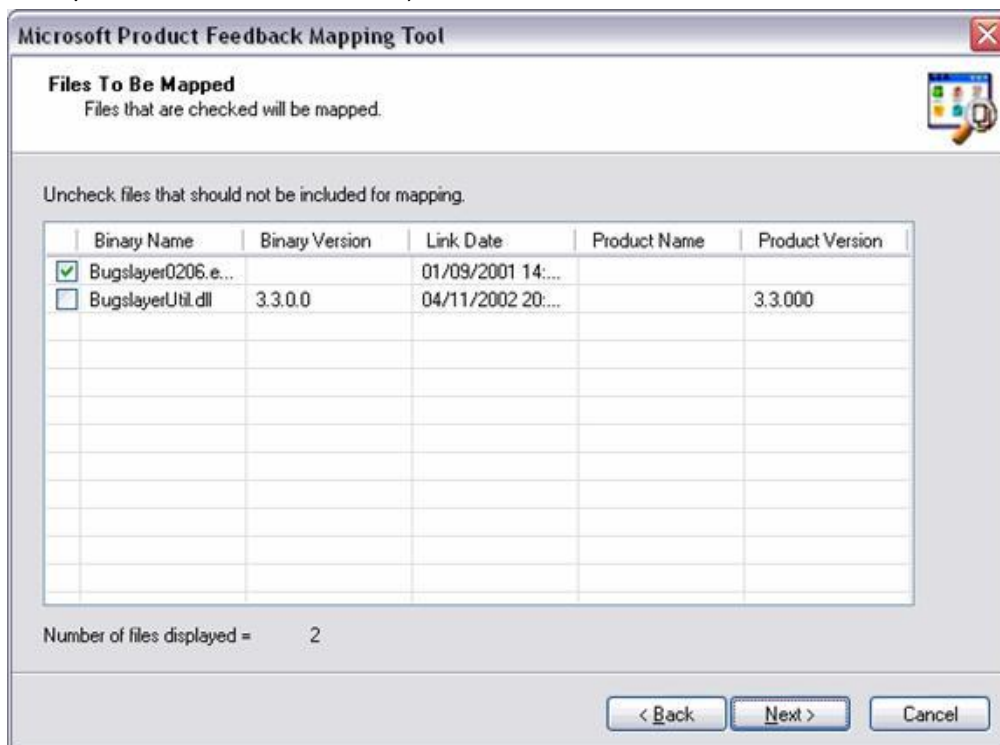 Microsoft Product Feedback Mapping Tool
Files To Be Mapped
Files that are checked will be mapped.
Uncheck files that should not be included for mapping.
Binary Name Binary Version Link Date Product Name Product Version
Bugslayer0206.e... 01/09/2001 14:...
BugslayerUtil.dll 3.3.0.0 04/11/2002 20:... 3.3.000
Number of files displayed = 2
< Back Next > Cancel